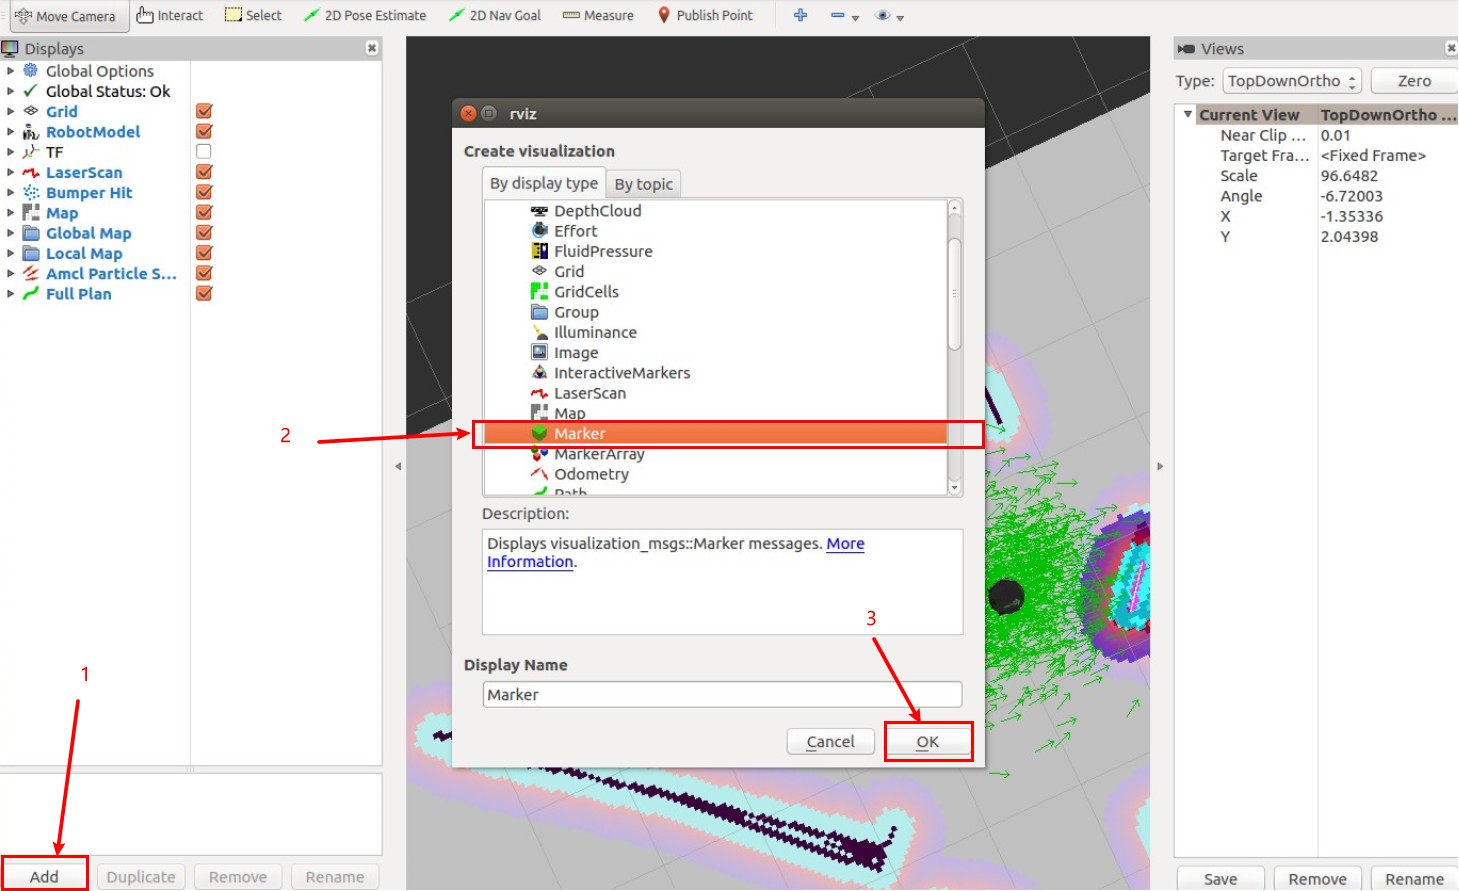 Move Camera Interact Select 2D Pose Estimate 2D Nav Goal Measure Publish Point
Displays
Global Options
Global Status: Ok
Grid
RobotModel
TF
LaserScan
Bumper Hit
Map
Global Map
Local Map
Amcl Particle S...
Full Plan
1
Add Duplicate Remove Rename
rviz
Create visualization
By display type By topic
DepthCloud
Effort
FluidPressure
Grid
GridCells
Group
Illuminance
Image
InteractiveMarkers
LaserScan
Map
2
Marker
MarkerArray
Odometry
Path
Description:
Displays visualization_msgs::Marker messages. More
Information.
3
Display Name
Marker
Cancel OK
Views
Type: TopDownOrtho Zero
Current View TopDownOrtho ...
Near Clip ... 0.01
Target Fra... <Fixed Frame>
Scale 96.6482
Angle -6.72003
X -1.35336
Y 2.04398
Save Remove Rename